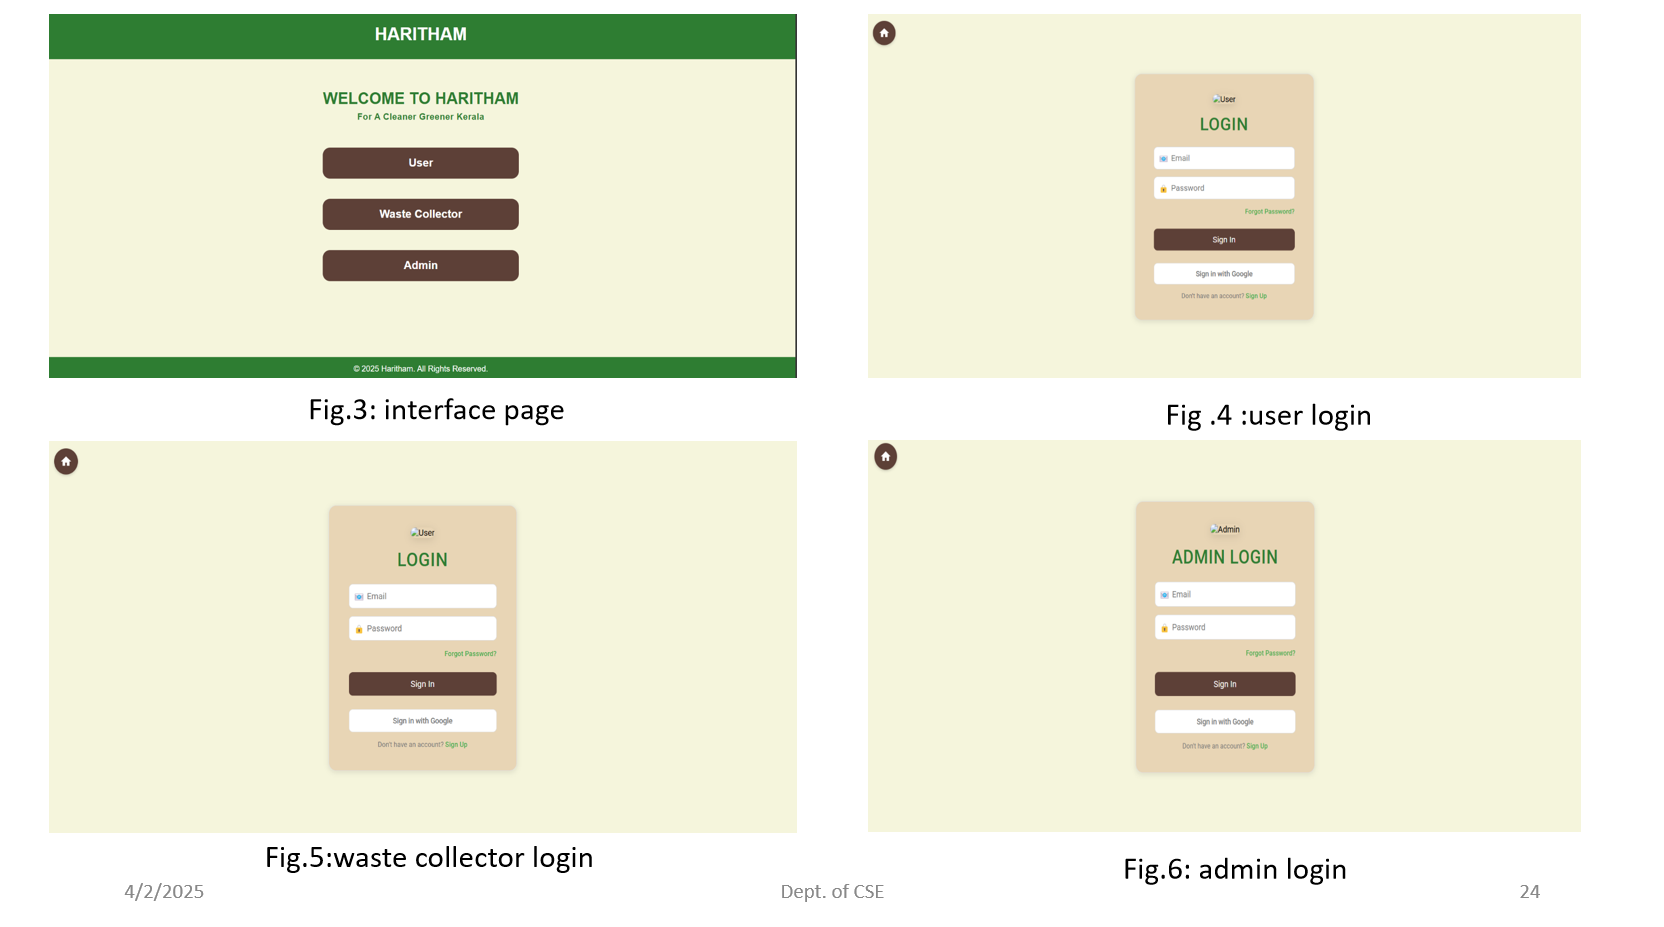 HARITHAM
WELCOME TO HARITHAM
For A Cleaner Greener Kerala
User
Waste Collector
Admin
© 2025 Haritham. All Rights Reserved.
Fig.3: interface page
User
LOGIN
Email
Password
Forgot Password?
Sign In
Sign in with Google
Don't have an account? Sign Up
Fig .4 :user login
User
LOGIN
Email
Password
Forgot Password?
Sign In
Sign in with Google
Don't have an account? Sign Up
Fig.5:waste collector login
Admin
ADMIN LOGIN
Email
Password
Forgot Password?
Sign In
Sign in with Google
Don't have an account? Sign Up
Fig.6: admin login
4/2/2025
Dept. of CSE
24